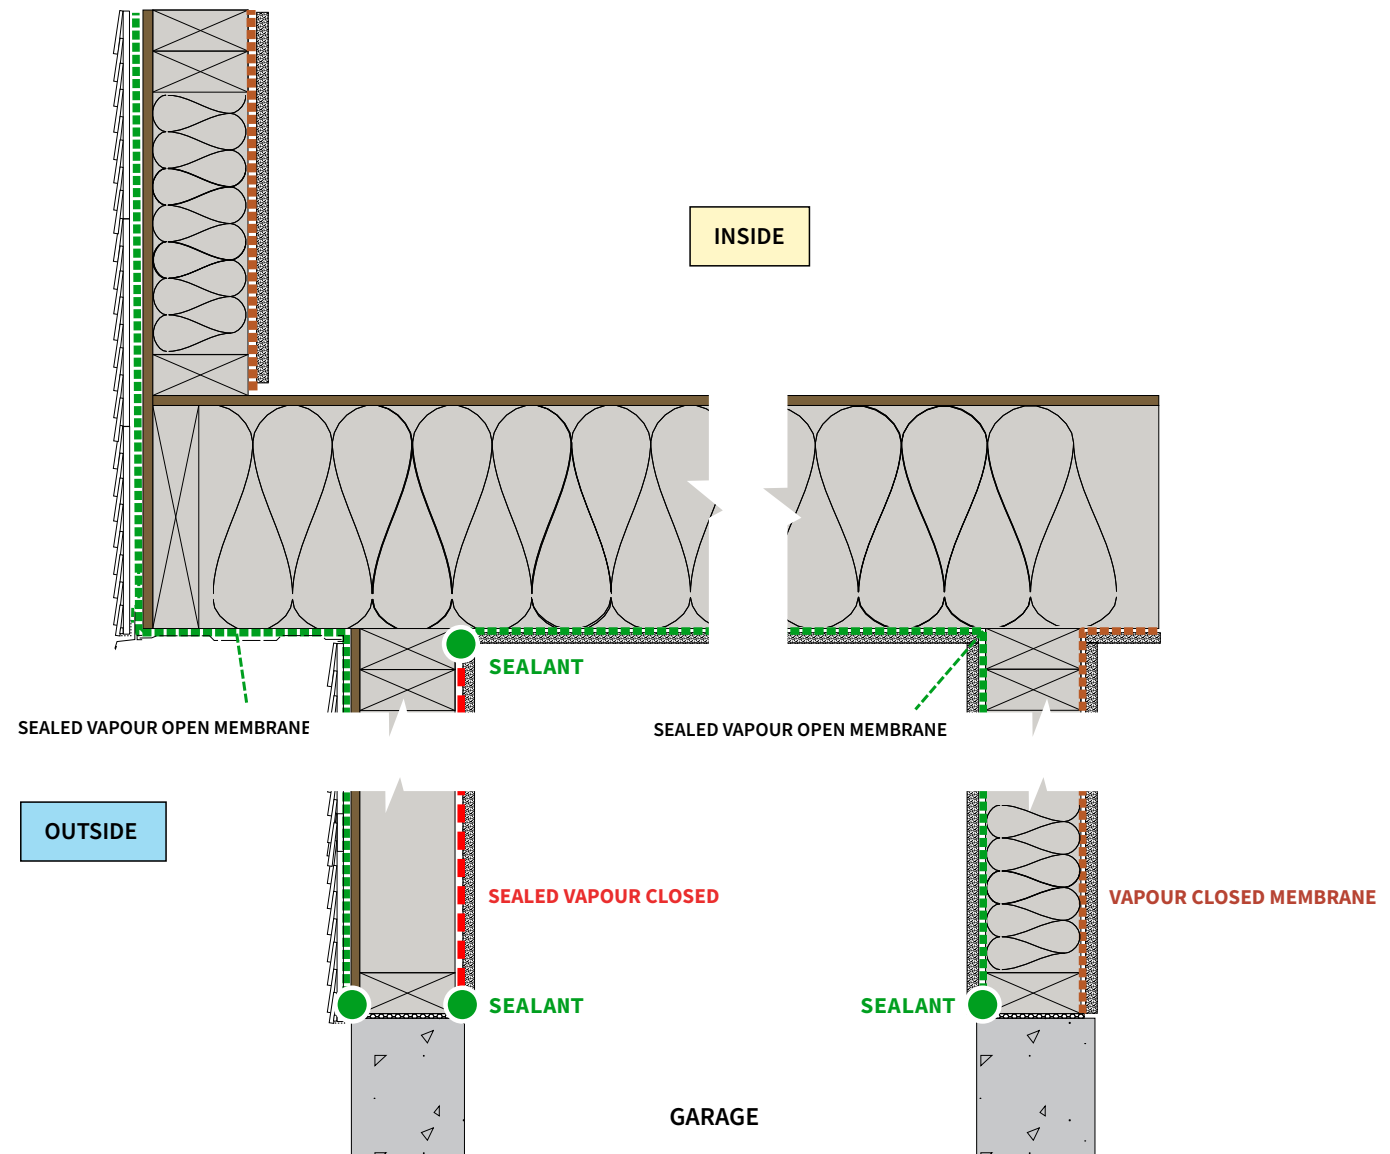 INSIDE
SEALANT
SEALED VAPOUR OPEN MEMBRANE
SEALED VAPOUR OPEN MEMBRANE
OUTSIDE
SEALED VAPOUR CLOSED
VAPOUR CLOSED MEMBRANE
SEALANT
SEALANT
GARAGE